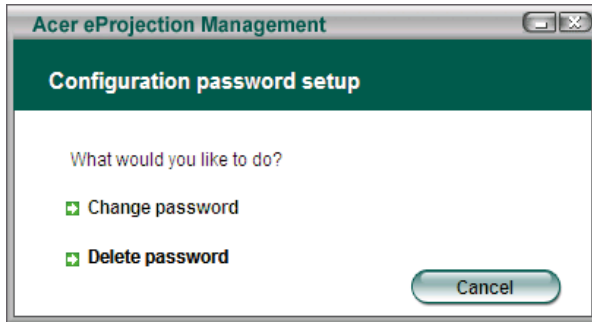 Acer eProjection Management
Configuration password setup
What would you like to do?
Change password
Delete password
Cancel